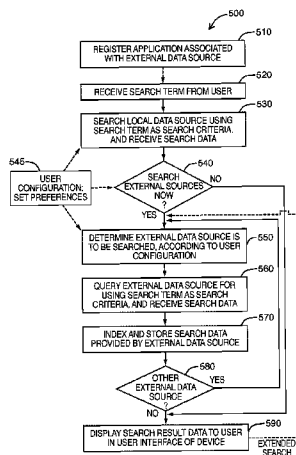 500
510
REGISTER APPLICATION ASSOCIATED
WITH EXTERNAL DATA SOURCE
520
RECEIVE SEARCH TERM FROM USER
530
SEARCH LOCAL DATA SOURCE USING
SEARCH TERM AS SEARCH CRITERIA,
AND RECEIVE SEARCH DATA
545
USER
CONFIGURATION:
SET PREFERENCES
540
SEARCH
EXTERNAL SOURCES
NOW
?
NO
YES
550
DETERMINE EXTERNAL DATA SOURCE IS
TO BE SEARCHED, ACCORDING TO USER
CONFIGURATION
560
QUERY EXTERNAL DATA SOURCE FOR
USING SEARCH TERM AS SEARCH
CRITERIA, AND RECEIVE SEARCH DATA
570
INDEX AND STORE SEARCH DATA
PROVIDED BY EXTERNAL DATA SOURCE
580
OTHER
EXTERNAL DATA
SOURCE
?
YES
NO
590
DISPLAY SEARCH RESULT DATA TO USER
IN USER INTERFACE OF DEVICE
EXTENDED
SEARCH